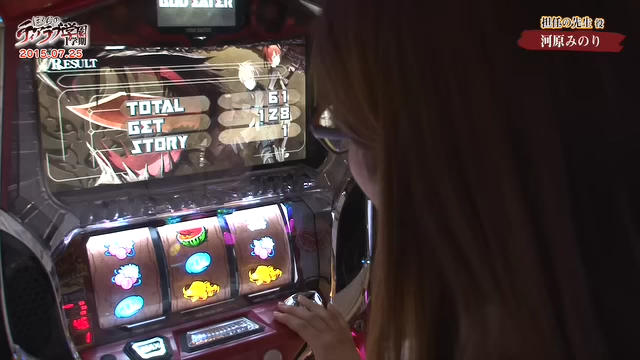 GOD EATER
2015.07.25
担任の先生 役
河原みのり
RESULT
TOTAL 61
GET 128
STORY 1